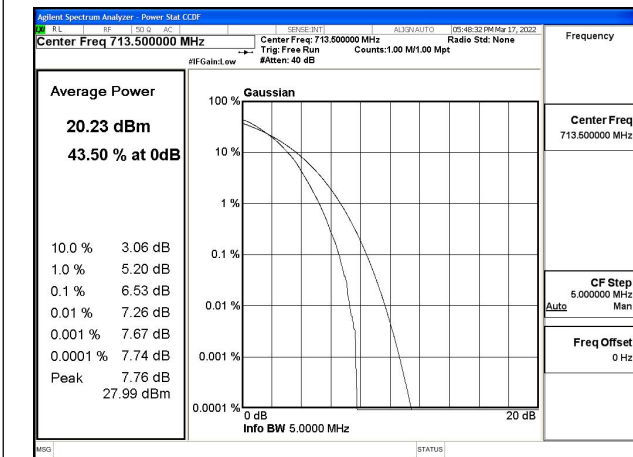 Agilent Spectrum Analyzer - Power Stat CCDF
RL RF 50 Ω AC SENSE:INT ALIGN AUTO 05:48:32 PM Mar 17, 2022
Center Freq 713.500000 MHz
Center Freq: 713.500000 MHz Radio Std: None
Trig: Free Run Counts:1.00 M/1.00 Mpt
#IFGain:Low #Atten: 40 dB
Frequency
Average Power
20.23 dBm
43.50 % at 0dB
10.0 % 3.06 dB
1.0 % 5.20 dB
0.1 % 6.53 dB
0.01 % 7.26 dB
0.001 % 7.67 dB
0.0001 % 7.74 dB
Peak 7.76 dB
27.99 dBm
Gaussian
100 %
10 %
1 %
0.1 %
0.01 %
0.001 %
0.0001 %
0 dB 20 dB
Info BW 5.0000 MHz
Center Freq
713.500000 MHz
CF Step
5.000000 MHz
Auto Man
Freq Offset
0 Hz
MSG STATUS